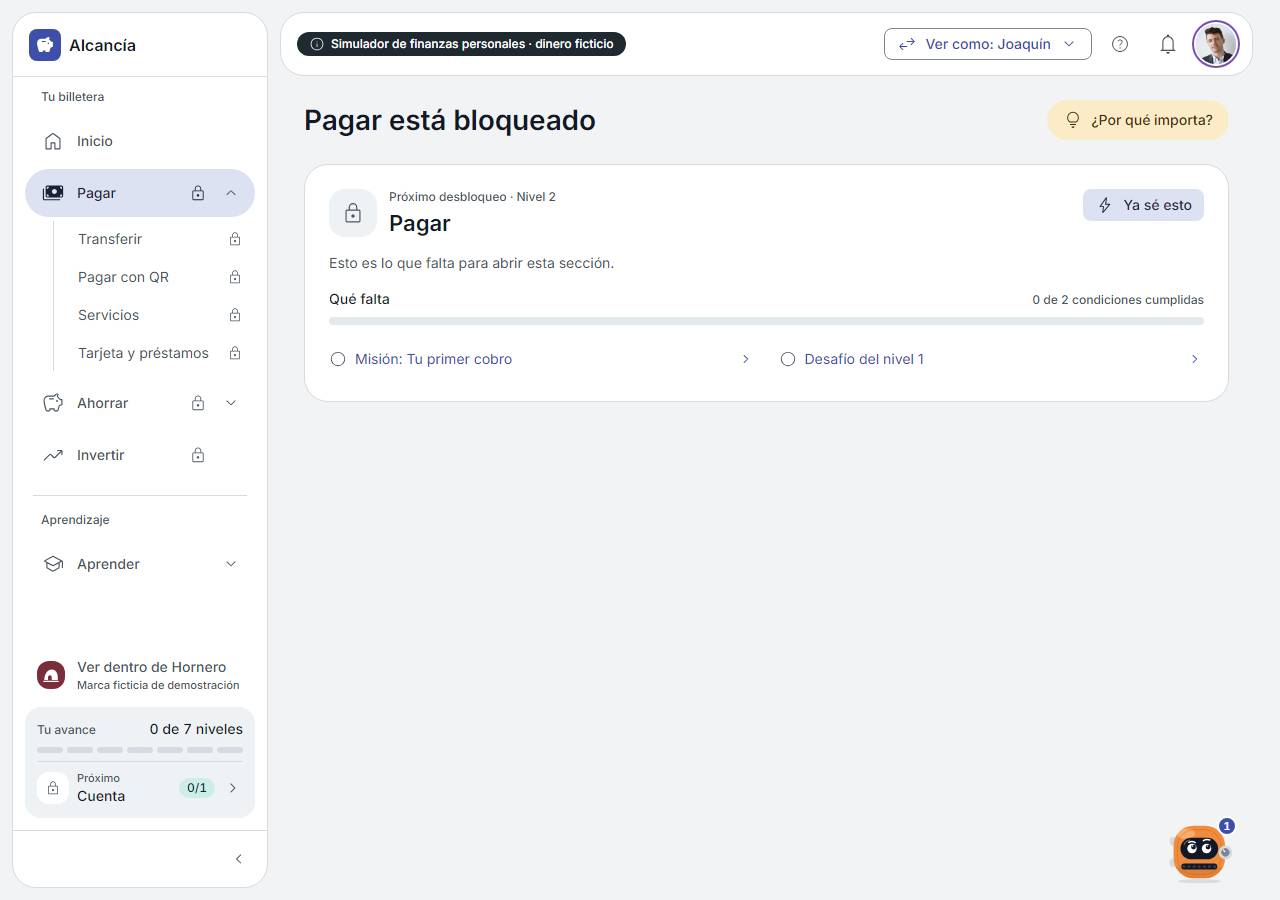 Alcancía
Simulador de finanzas personales · dinero ficticio
Ver como: Joaquín
Tu billetera
Inicio
Pagar
Transferir
Pagar con QR
Servicios
Tarjeta y préstamos
Ahorrar
Invertir
Aprendizaje
Aprender
Ver dentro de Hornero
Marca ficticia de demostración
Tu avance
0 de 7 niveles
Próximo
Cuenta
0/1
Pagar está bloqueado
¿Por qué importa?
Próximo desbloqueo · Nivel 2
Pagar
Ya sé esto
Esto es lo que falta para abrir esta sección.
Qué falta
0 de 2 condiciones cumplidas
Misión: Tu primer cobro
Desafío del nivel 1
1